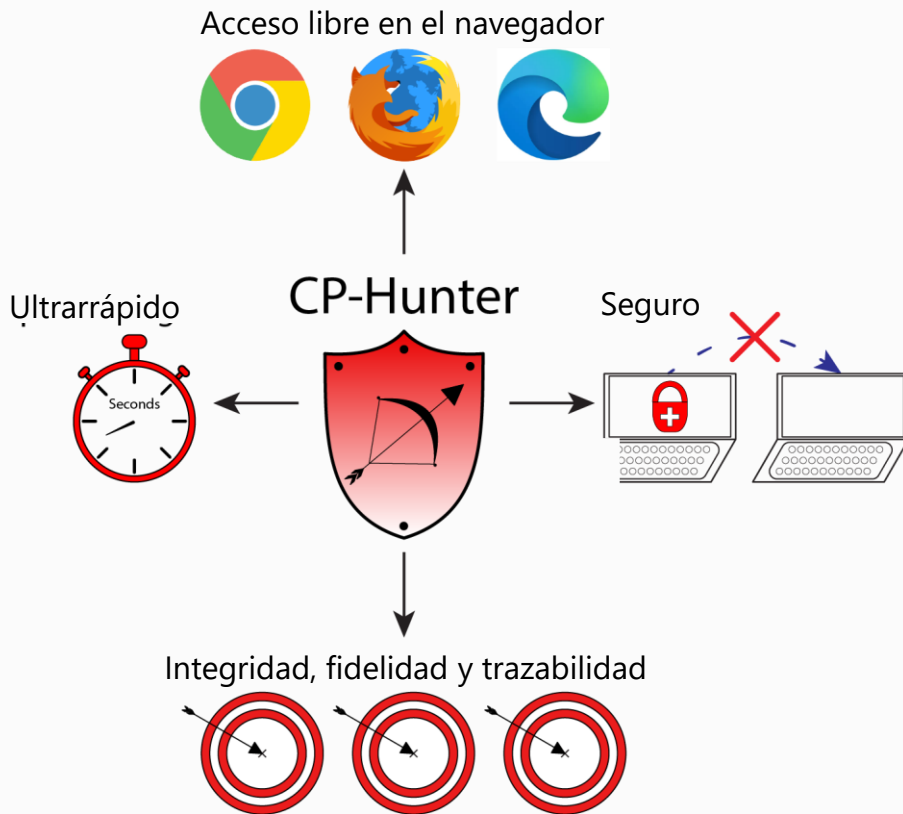 Acceso libre en el navegador
CP-Hunter
Ultrarrápido
Seguro
Seconds
Integridad, fidelidad y trazabilidad